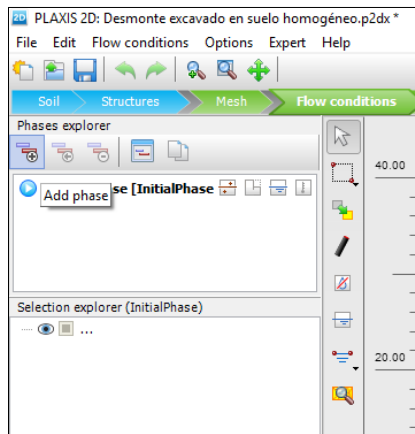 PLAXIS 2D: Desmonte excavado en suelo homogéneo.p2dx *
File Edit Flow conditions Options Expert Help
Soil Structures Mesh Flow conditions
Phases explorer
Add phase
se [InitialPhase
40.00
Selection explorer (InitialPhase)
...
20.00